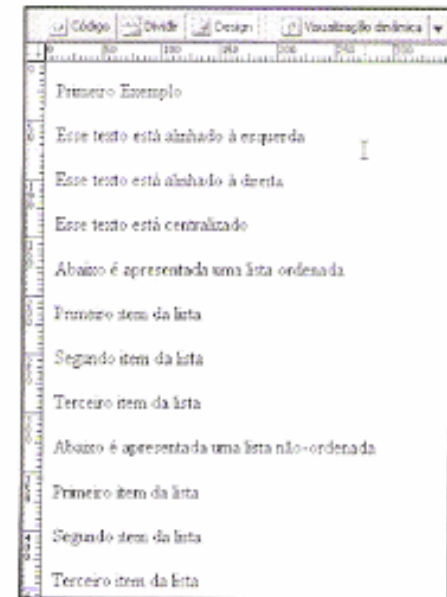 Código Dividir Design Visualização dinâmica
Primeiro Exemplo
Esse texto está alinhado à esquerda
Esse texto está alinhado à direita
Esse texto está centralizado
Abaixo é apresentada uma lista ordenada
Primeiro item da lista
Segundo item da lista
Terceiro item da lista
Abaixo é apresentada uma lista não-ordenada
Primeiro item da lista
Segundo item da lista
Terceiro item da lista